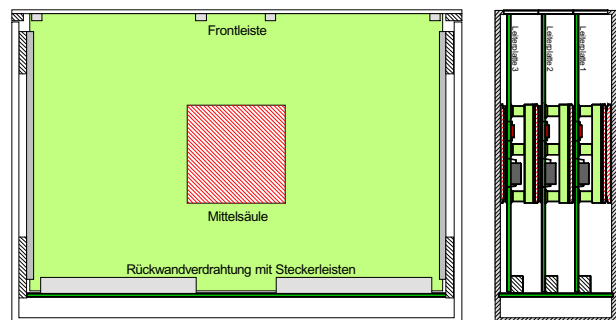 Frontleiste
Mittelsäule
Rückwandverdrahtung mit Steckerleisten
Leiterplatte 3
Leiterplatte 2
Leiterplatte 1